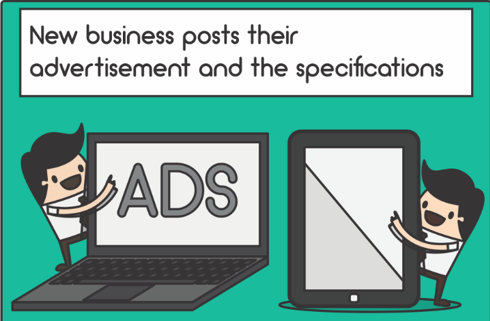 New business posts their
advertisement and the specifications
ADS